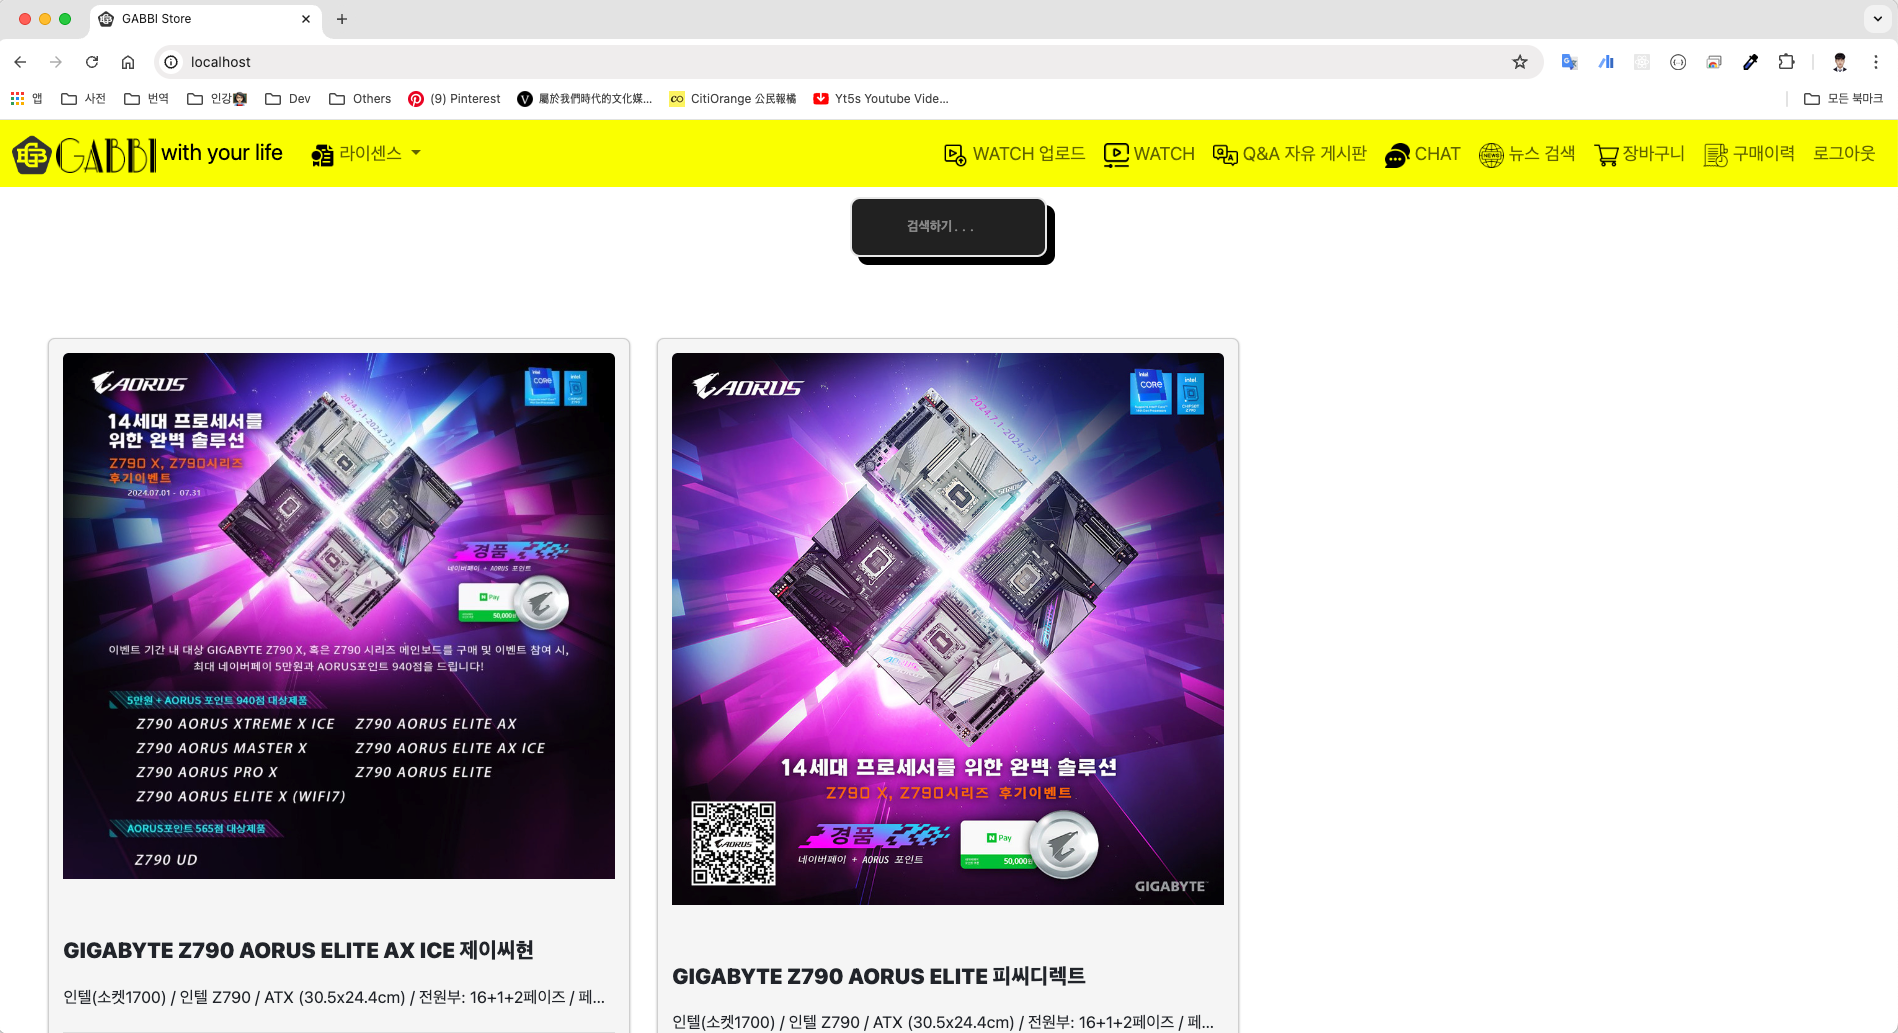 GABBI Store
localhost
앱
사전
번역
인강
Dev
Others
(9) Pinterest
屬於我們時代的文化媒...
CitiOrange 公民報橘
Yt5s Youtube Vide...
모든 북마크
GABBI with your life
라이센스
WATCH 업로드
WATCH
Q&A 자유 게시판
CHAT
뉴스 검색
장바구니
구매이력
로그아웃
검색하기...
AORUS
intel
CORE
intel
2024.7.1-2024.7.31
14세대 프로세서를
위한 완벽 솔루션
Z790 X, Z790시리즈
후기이벤트
2024.07.01 - 07.31
경품
네이버페이 + AORUS 포인트
N Pay
50,000원
이벤트 기간 내 대상 GIGABYTE Z790 X, 혹은 Z790 시리즈 메인보드를 구매 및 이벤트 참여 시,
최대 네이버페이 5만원과 AORUS포인트 940점을 드립니다!
5만원 + AORUS 포인트 940점 대상제품
Z790 AORUS XTREME X ICE
Z790 AORUS ELITE AX
Z790 AORUS MASTER X
Z790 AORUS ELITE AX ICE
Z790 AORUS PRO X
Z790 AORUS ELITE
Z790 AORUS ELITE X (WIFI7)
AORUS포인트 565점 대상제품
Z790 UD
GIGABYTE Z790 AORUS ELITE AX ICE 제이씨현
인텔(소켓1700) / 인텔 Z790 / ATX (30.5x24.4cm) / 전원부: 16+1+2페이즈 / 페...
AORUS
intel
CORE
intel
2024.7.1-2024.7.31
14세대 프로세서를 위한 완벽 솔루션
Z790 X, Z790시리즈 후기이벤트
AORUS
경품
네이버페이 + AORUS 포인트
N Pay
50,000원
GIGABYTE
GIGABYTE Z790 AORUS ELITE 피씨디렉트
인텔(소켓1700) / 인텔 Z790 / ATX (30.5x24.4cm) / 전원부: 16+1+2페이즈 / 페...